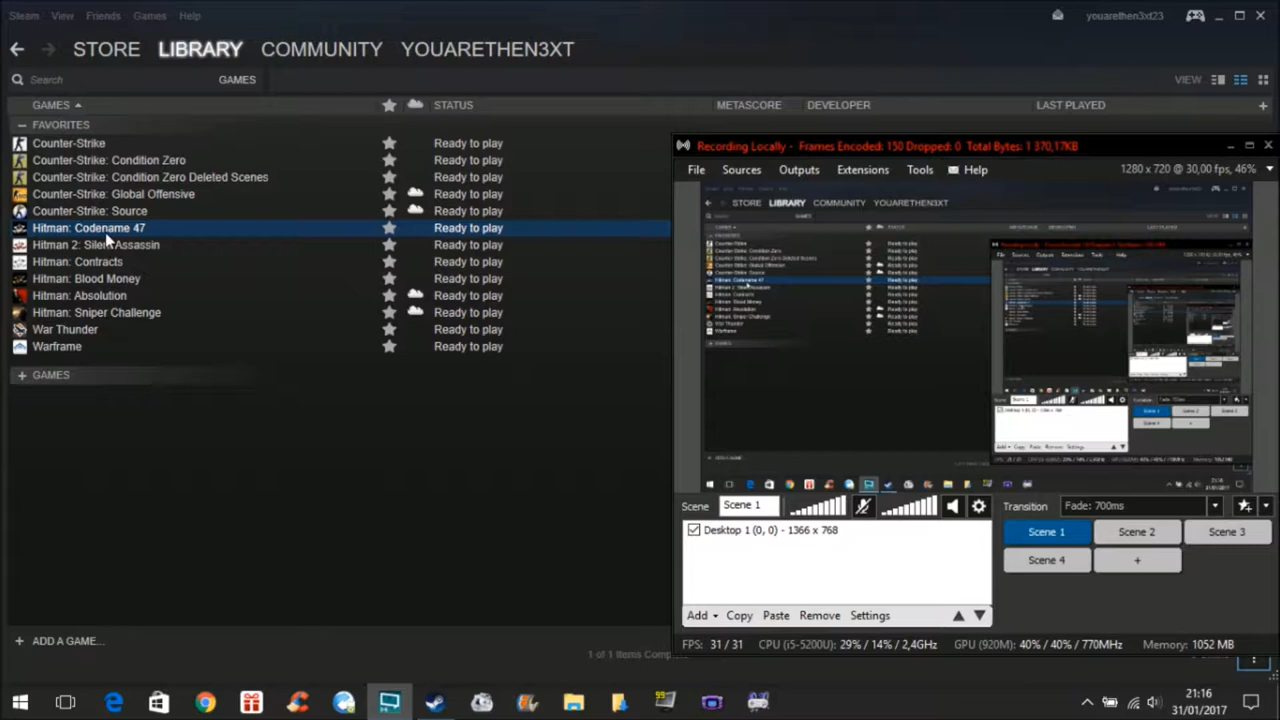 Steam View Friends Games Help youarethen3xt23
STORE LIBRARY COMMUNITY YOUARETHEN3XT
Search GAMES VIEW
GAMES STATUS METASCORE DEVELOPER LAST PLAYED +
— FAVORITES
Counter-Strike Ready to play
Counter-Strike: Condition Zero Ready to play
Counter-Strike: Condition Zero Deleted Scenes Ready to play
Counter-Strike: Global Offensive Ready to play
Counter-Strike: Source Ready to play
Hitman: Codename 47 Ready to play
Hitman 2: Silent Assassin Ready to play
Hitman: Contracts Ready to play
Hitman: Blood Money Ready to play
Hitman: Absolution Ready to play
Hitman: Sniper Challenge Ready to play
War Thunder Ready to play
Warframe Ready to play
+ GAMES
+ ADD A GAME...
1 of 1 Items
Recording Locally - Frames Encoded: 150 Dropped: 0 Total Bytes: 1 370,17KB
File Sources Outputs Extensions Tools Help 1280 x 720 @ 30,00 fps, 46%
STORE LIBRARY COMMUNITY YOUARETHEN3XT
Scene Scene 1 Transition Fade: 700ms
Desktop 1 (0, 0) - 1366 x 768
Scene 1 Scene 2 Scene 3
Scene 4 +
Add Copy Paste Remove Settings
FPS: 31 / 31 CPU (i5-5200U): 29% / 14% / 2,4GHz GPU (920M): 40% / 40% / 770MHz Memory: 1052 MB
99
21:16
31/01/2017